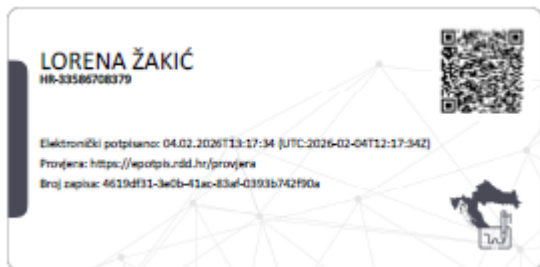 LORENA ŽAKIĆ
HR-33586708379
Elektronički potpisano: 04.02.2026T13:17:34 (UTC:2026-02-04T12:17:34Z)
Provjera: https://epotpis.rdd.hr/provjera
Broj zapisa: 4619df31-3e0b-41ac-83af-0393b742f90a